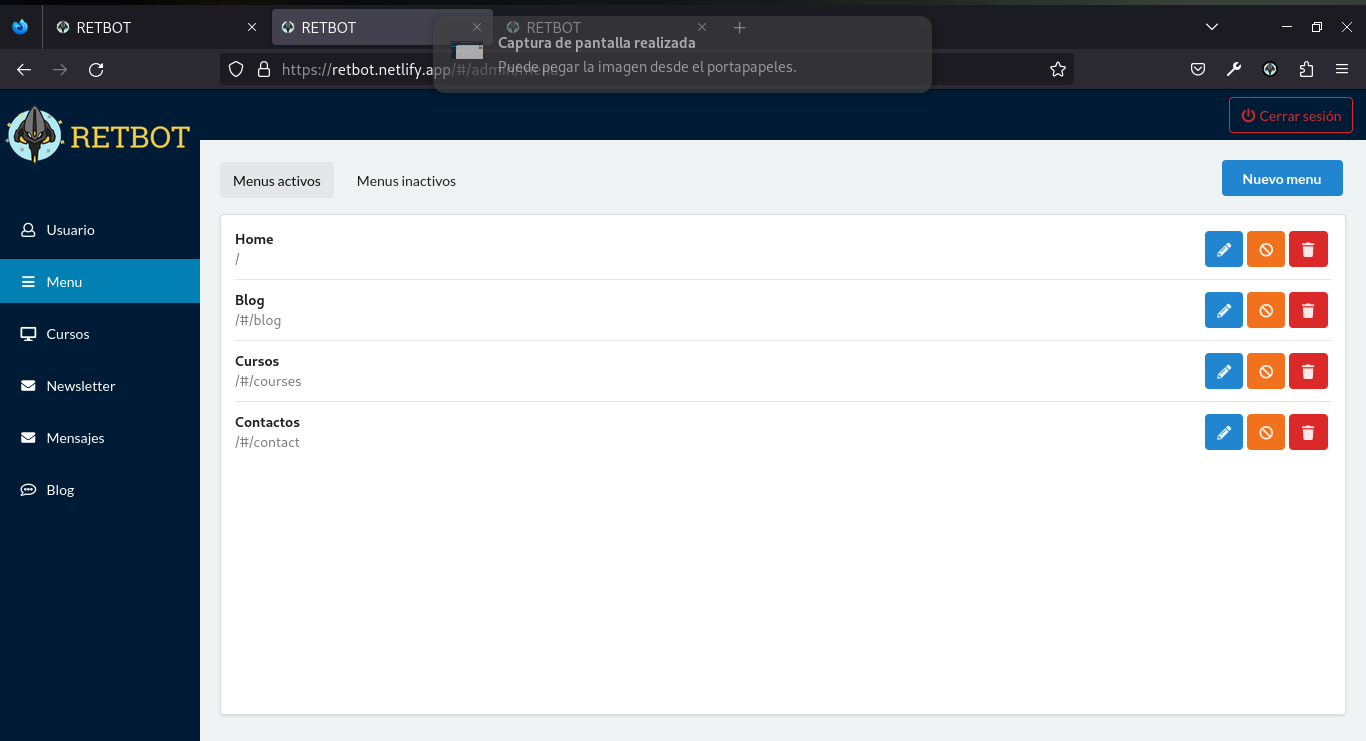 RETBOT
RETBOT
RETBOT
Captura de pantalla realizada
Puede pegar la imagen desde el portapapeles.
https://retbot.netlify.app/#/admin/menu
RETBOT
Cerrar sesión
Menus activos
Menus inactivos
Nuevo menu
Usuario
Menu
Cursos
Newsletter
Mensajes
Blog
Home
/
Blog
/#/blog
Cursos
/#/courses
Contactos
/#/contact